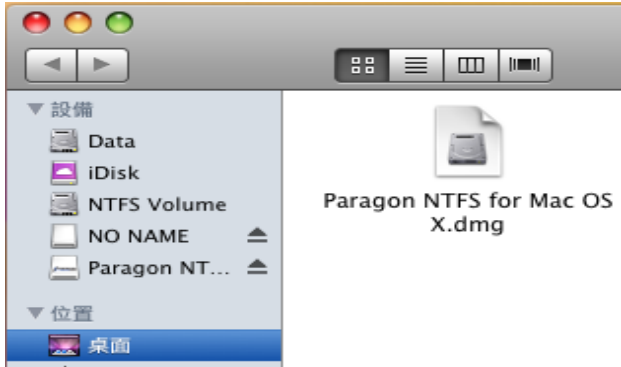 設備
Data
iDisk
NTFS Volume
NO NAME
Paragon NT...
位置
桌面
Paragon NTFS for Mac OS
X.dmg